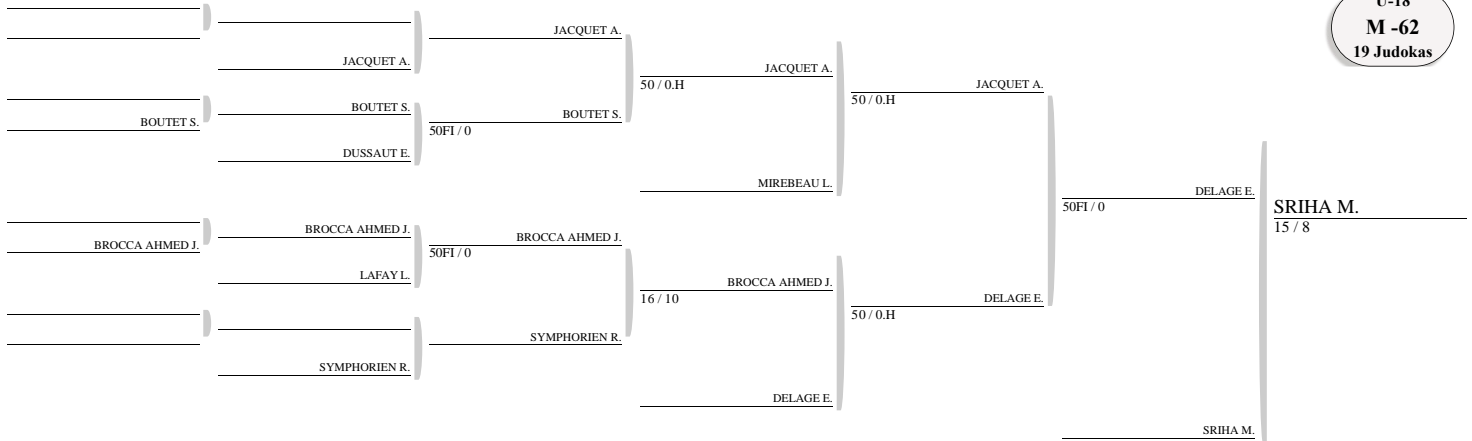 U-18
M -62
19 Judokas
JACQUET A.
JACQUET A.
JACQUET A.
50 / 0.H
JACQUET A.
50 / 0.H
BOUTET S.
BOUTET S.
BOUTET S.
50FI / 0
DUSSAUT E.
MIREBEAU L.
DELAGE E.
50FI / 0
SRIHA M.
15 / 8
BROCCA AHMED J.
BROCCA AHMED J.
BROCCA AHMED J.
50FI / 0
LAFAY L.
BROCCA AHMED J.
16 / 10
DELAGE E.
50 / 0.H
SYMPHORIEN R.
SYMPHORIEN R.
DELAGE E.
SRIHA M.